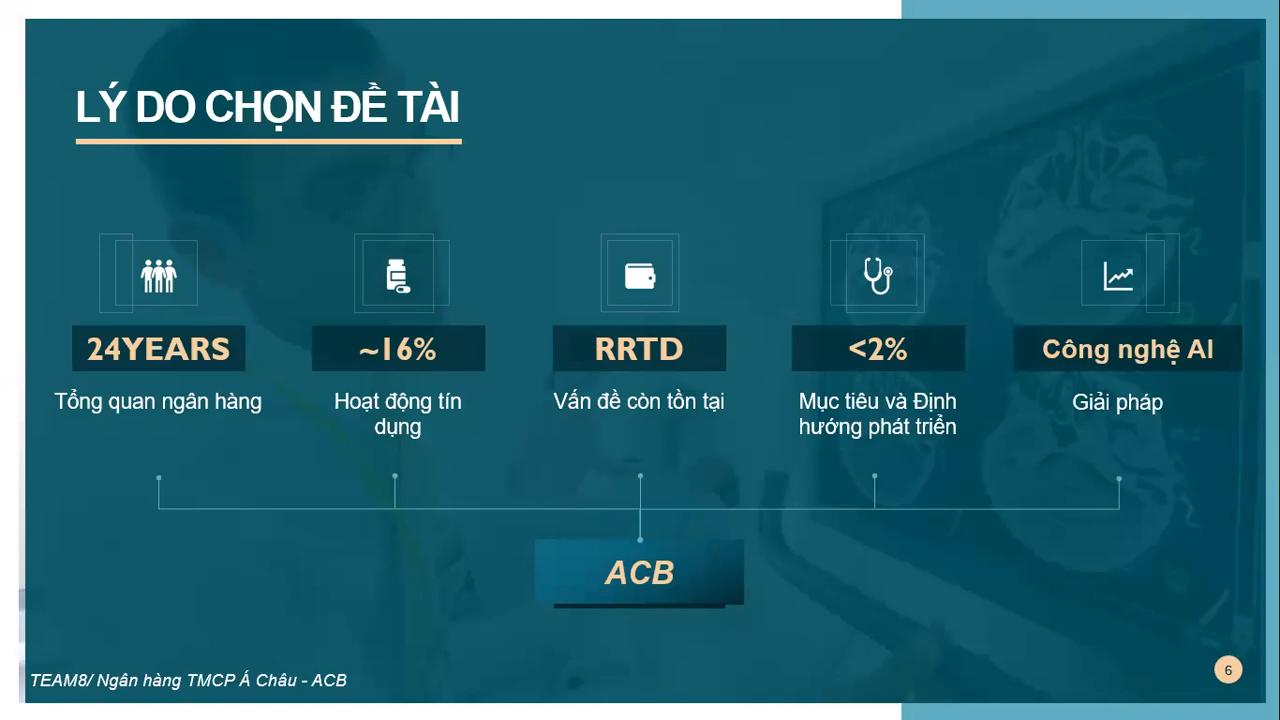 LÝ DO CHỌN ĐỀ TÀI
24YEARS
Tổng quan ngân hàng
~16%
Hoạt động tín
dụng
RRTD
Vấn đề còn tồn tại
<2%
Mục tiêu và Định
hướng phát triển
Công nghệ AI
Giải pháp
ACB
TEAM8/ Ngân hàng TMCP Á Châu - ACB
6